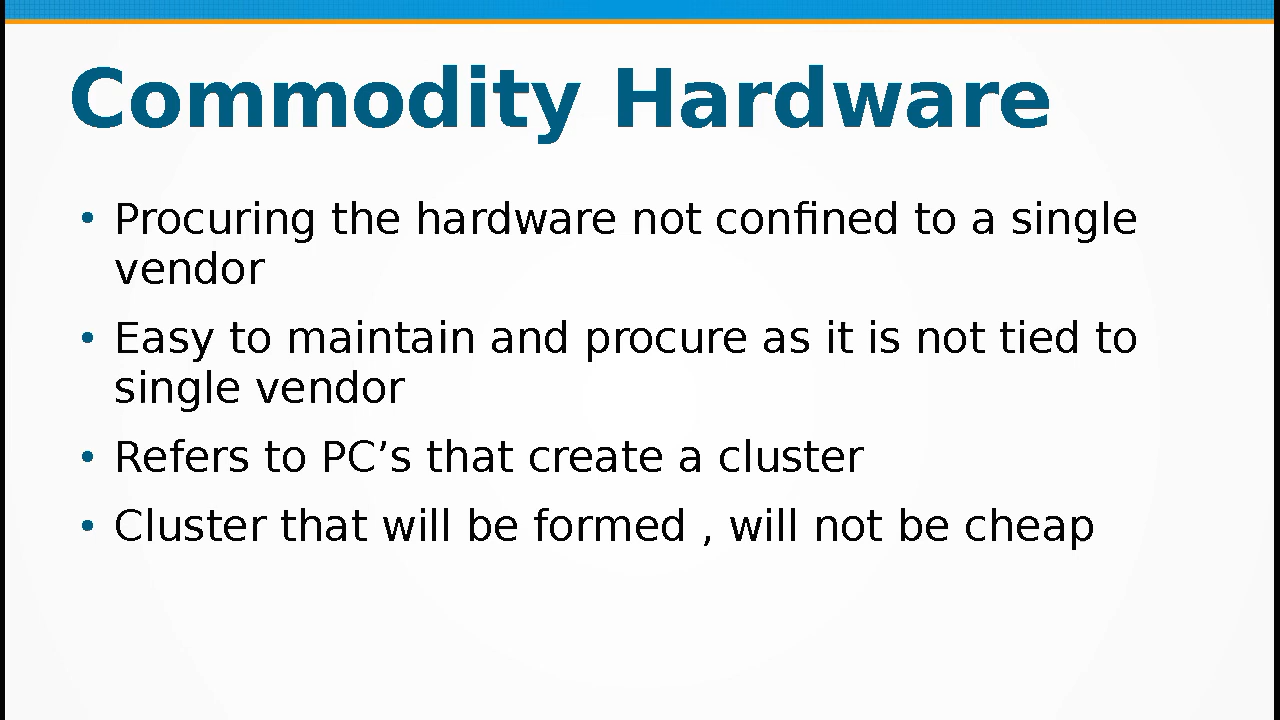 Commodity Hardware
• Procuring the hardware not confined to a single
vendor
• Easy to maintain and procure as it is not tied to
single vendor
• Refers to PC’s that create a cluster
• Cluster that will be formed , will not be cheap